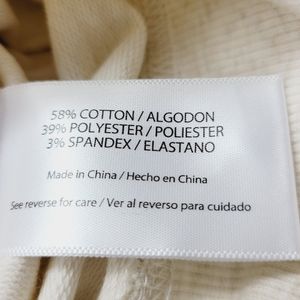 58% COTTON / ALGODON
39% POLYESTER / POLIESTER
3% SPANDEX / ELASTANO
Made in China / Hecho en China
See reverse for care / Ver al reverso para cuidado